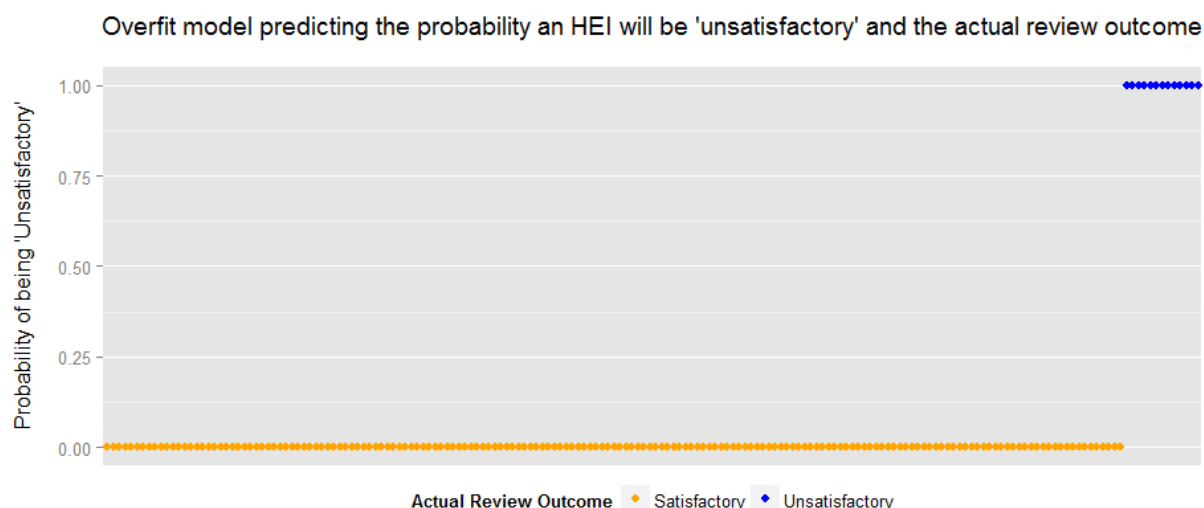 Overfit model predicting the probability an HEI will be 'unsatisfactory' and the actual review outcome
Probability of being 'Unsatisfactory'
1.00
0.75
0.50
0.25
0.00
Actual Review Outcome Satisfactory Unsatisfactory